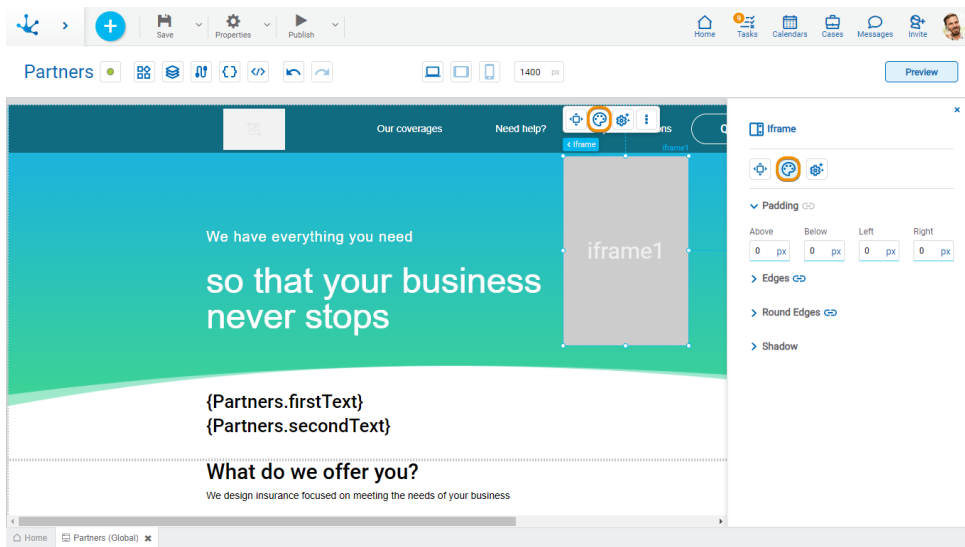 Save
Properties
Publish
Home
9
Tasks
Calendars
Cases
Messages
Invite
Partners
1400 px
Preview
Our coverages
Need help?
ns
Q
Iframe
iframe1
iframe1
We have everything you need
so that your business
never stops
{Partners.firstText}
{Partners.secondText}
What do we offer you?
We design insurance focused on meeting the needs of your business
Iframe
Padding
Above Below Left Right
0 px 0 px 0 px 0 px
Edges
Round Edges
Shadow
Home
Partners (Global)